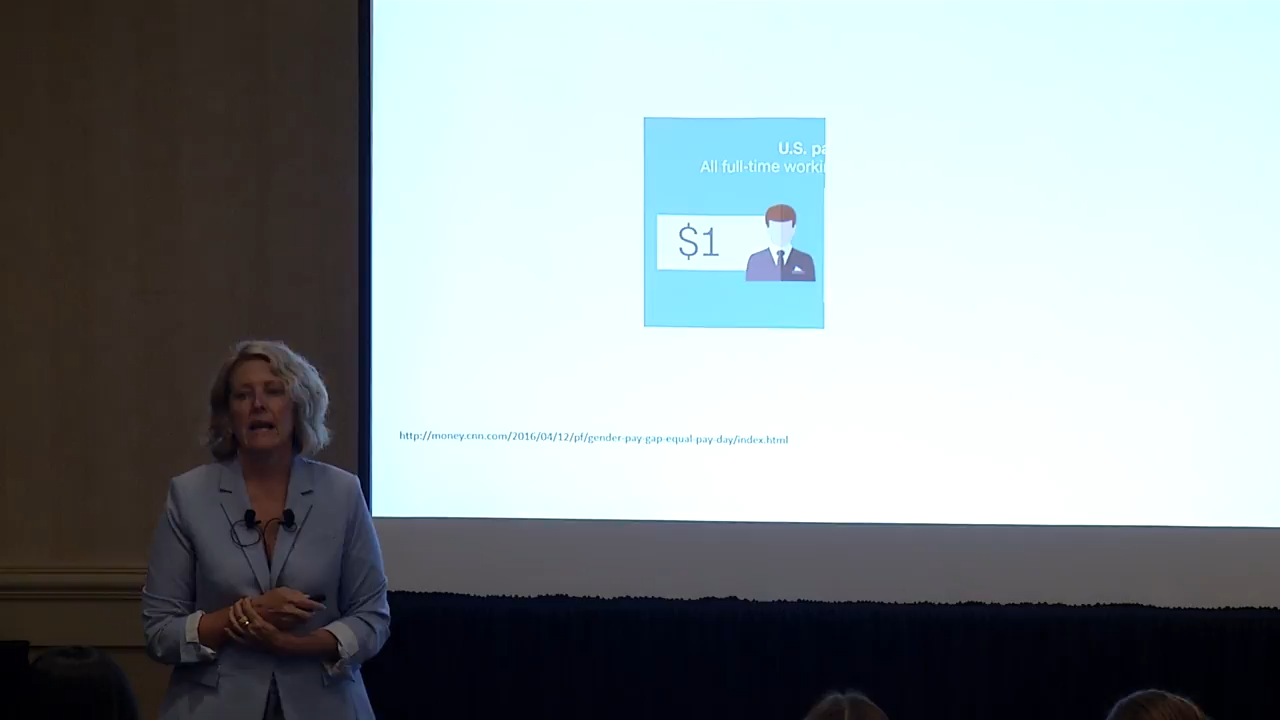 U.S. pa
All full-time worki
$1
http://money.cnn.com/2016/04/12/pf/gender-pay-gap-equal-pay-day/index.html